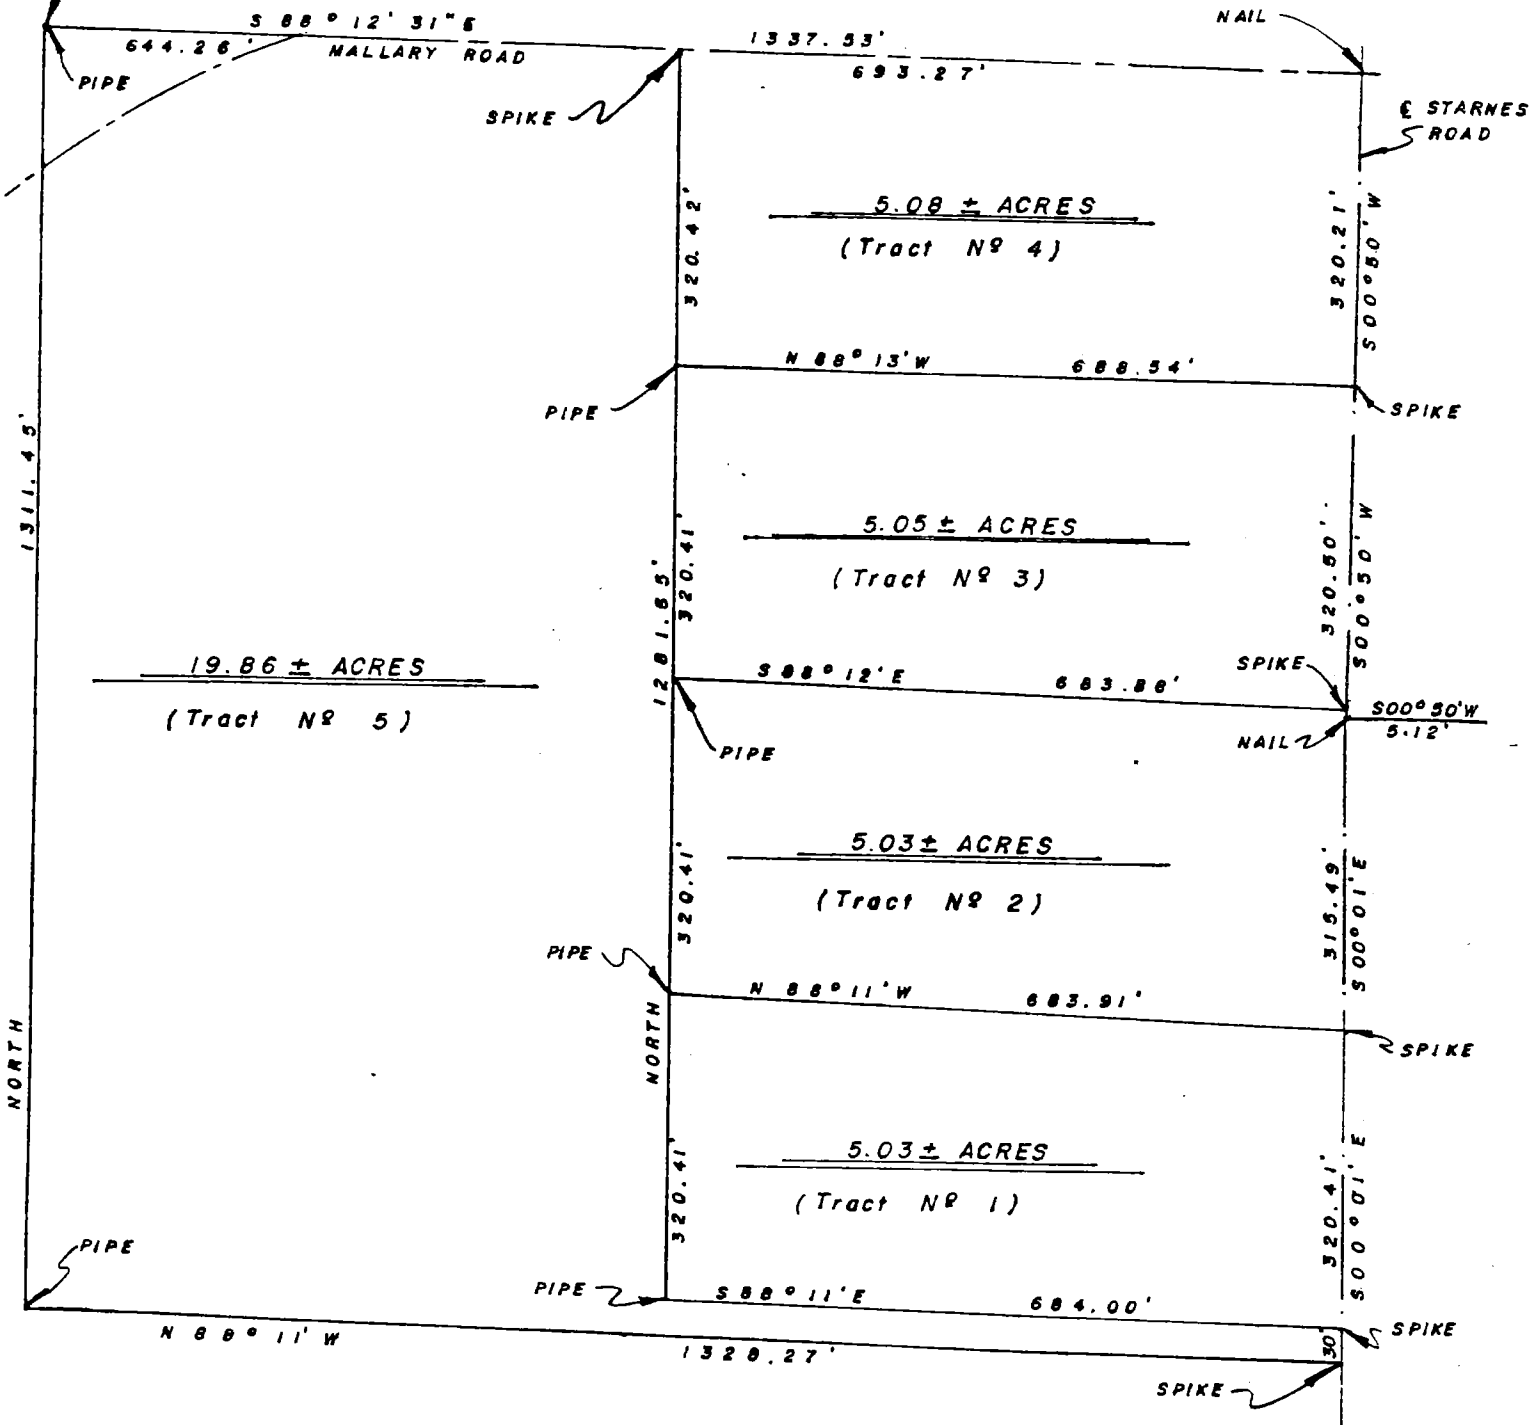 NAIL
S 88° 12' 31" E
644.26'
MALLARY ROAD
1337.53'
693.27'
PIPE
SPIKE
℄ STARNES
ROAD
320.42'
5.08 ± ACRES
(Tract Nº 4)
320.21'
S00°50'W
N 88° 13' W
688.54'
PIPE
SPIKE
1311.45'
NORTH
5.05 ± ACRES
(Tract Nº 3)
320.41'
1281.65'
320.50'
S00°50' W
19.86 ± ACRES
(Tract Nº 5)
S 88° 12' E
683.86'
SPIKE
S00°50'W
5.12'
NAIL
PIPE
5.03 ± ACRES
(Tract Nº 2)
320.41'
315.49'
S00°01'E
PIPE
N 88° 11' W
683.91'
SPIKE
NORTH
5.03 ± ACRES
(Tract Nº 1)
320.41'
320.41'
S00°01' E
PIPE
PIPE
S 88° 11' E
684.00'
SPIKE
30'
N 88° 11' W
1328.27'
SPIKE